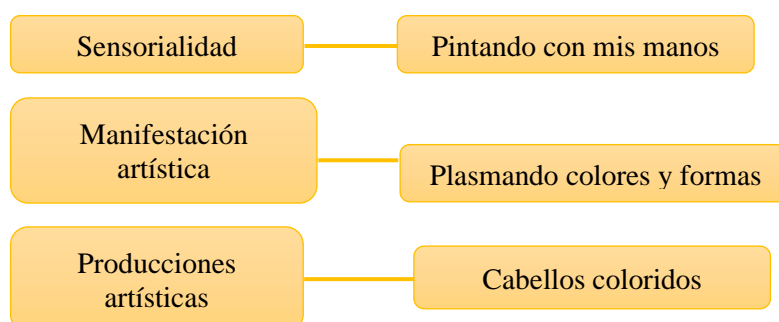 Sensorialidad
Pintando con mis manos
Manifestación
artística
Plasmando colores y formas
Producciones
artísticas
Cabellos coloridos